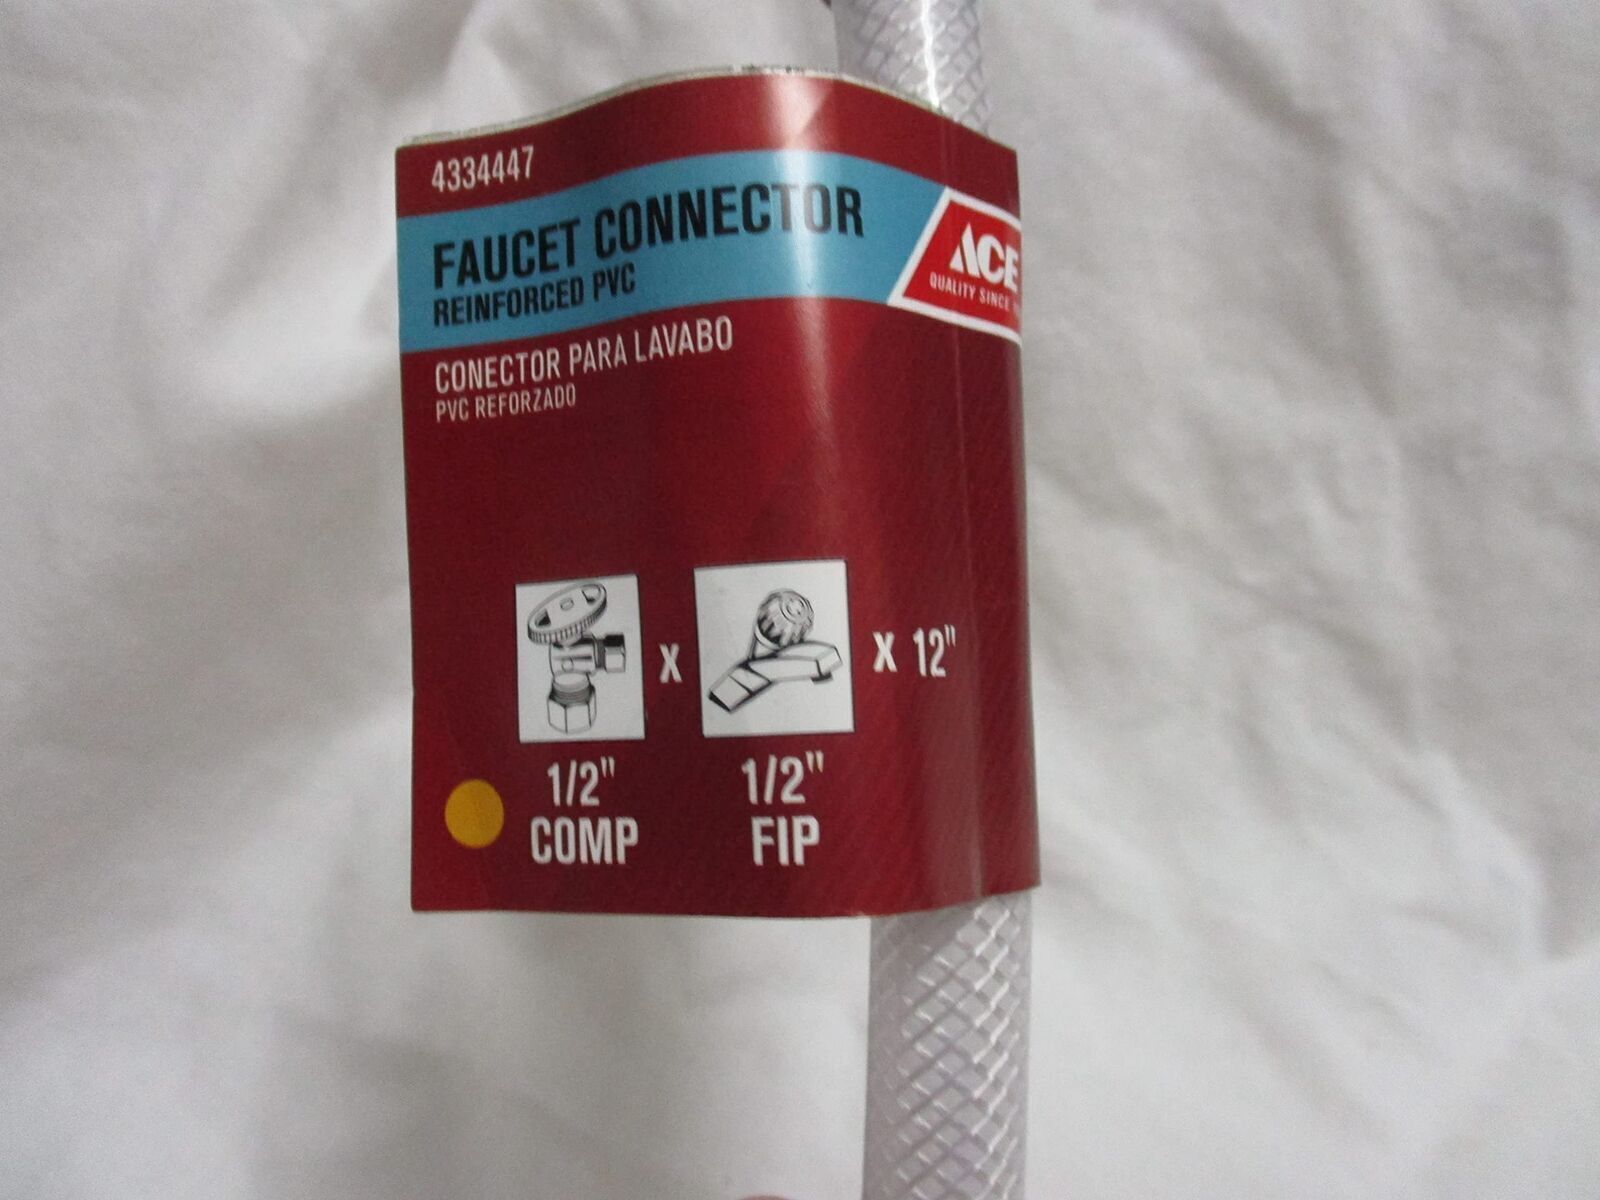 4334447
FAUCET CONNECTOR
REINFORCED PVC
ACE
QUALITY SINCE
CONECTOR PARA LAVABO
PVC REFORZADO
X X 12"
1/2" 1/2"
COMP FIP